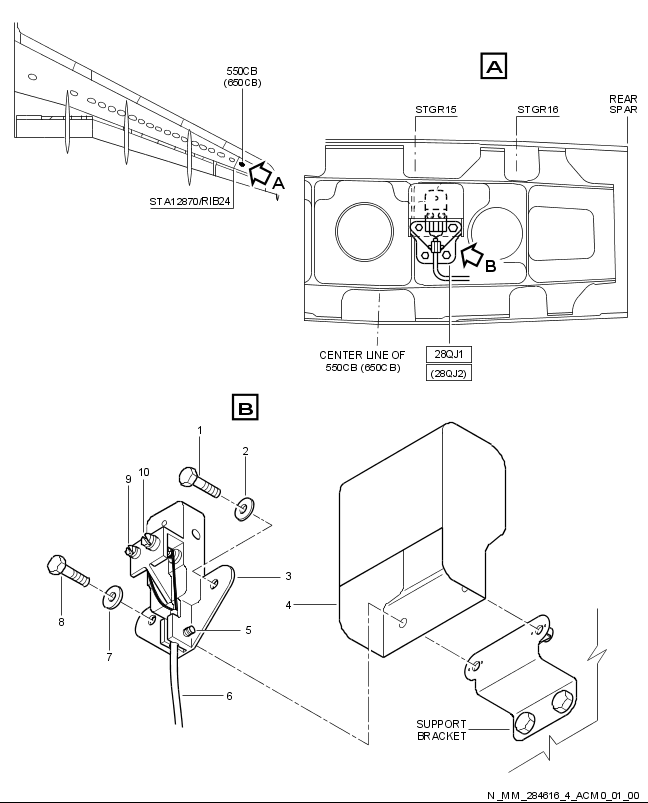 A
550CB
(650CB)
STGR15
STGR16
REAR
SPAR
A
STA12870/RIB24
B
CENTER LINE OF
550CB (650CB)
28QJ1
(28QJ2)
B
1
2
10
9
3
4
8
7
5
6
SUPPORT
BRACKET
N_MM_284616_4_ACM0_01_00